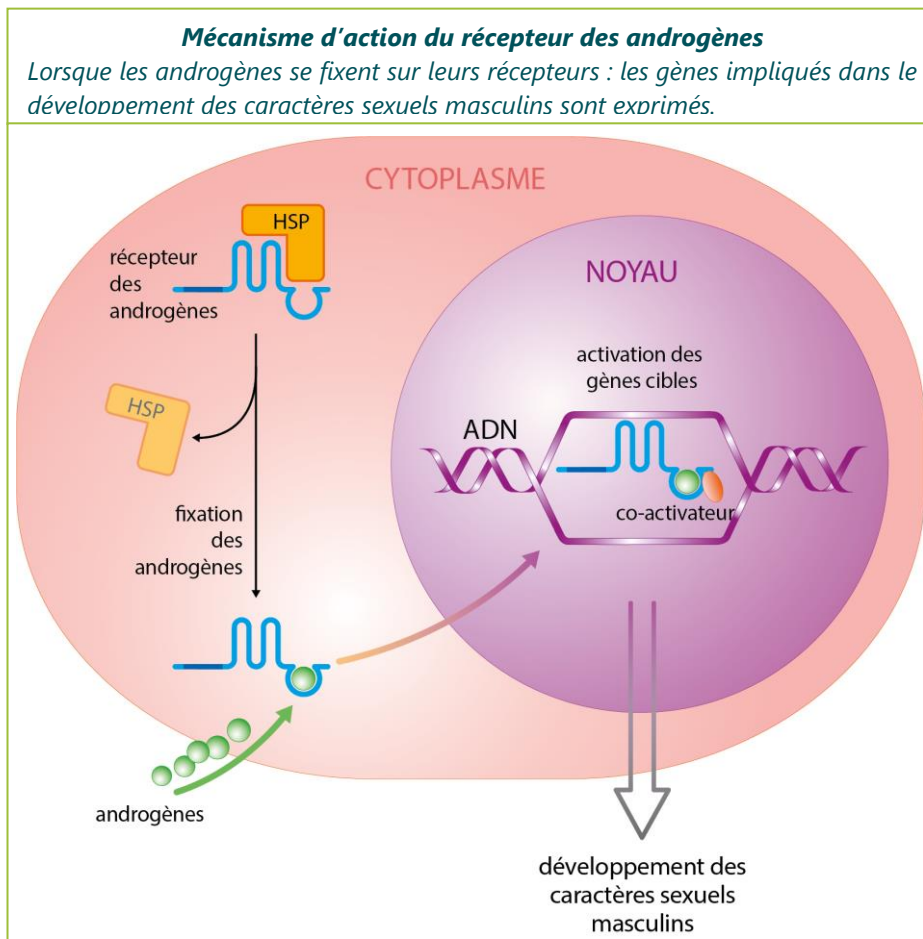 Mécanisme d'action du récepteur des androgènes
Lorsque les androgènes se fixent sur leurs récepteurs : les gènes impliqués dans le
développement des caractères sexuels masculins sont exprimés.
CYTOPLASME
HSP
récepteur
des
androgènes
NOYAU
activation des
gènes cibles
HSP
ADN
co-activateur
fixation
des
androgènes
androgènes
développement des
caractères sexuels
masculins